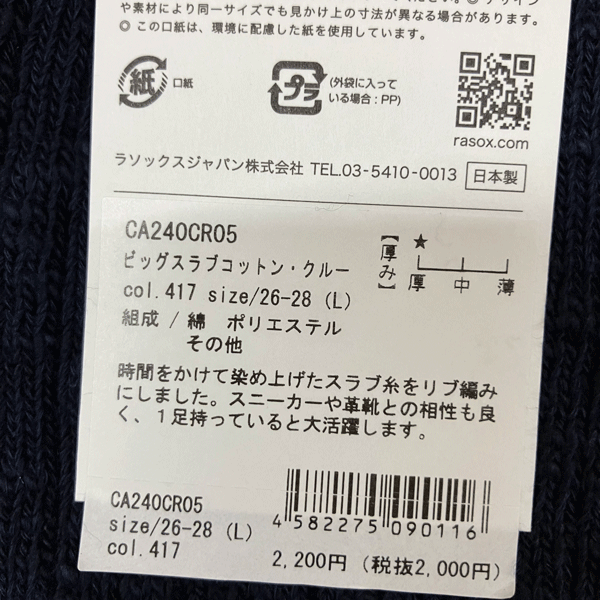 や素材により同一サイズでも見かけ上の寸法が異なる場合があります。
◎ この口紙は、環境に配慮した紙を使用しています。
紙 口紙
プラ (外袋に入って
いる場合:PP)
rasox.com
ラソックスジャパン株式会社 TEL.03-5410-0013 日本製
CA240CR05
ビッグスラブコットン・クルー
col.417 size/26-28 (L)
組成 / 綿 ポリエステル
その他
【厚み】
★
厚 中 薄
時間をかけて染め上げたスラブ糸をリブ編み
にしました。スニーカーや革靴との相性も良
く、1足持っていると大活躍します。
CA240CR05
size/26-28 (L)
col.417
4582275090116
2,200円 (税抜2,000円)